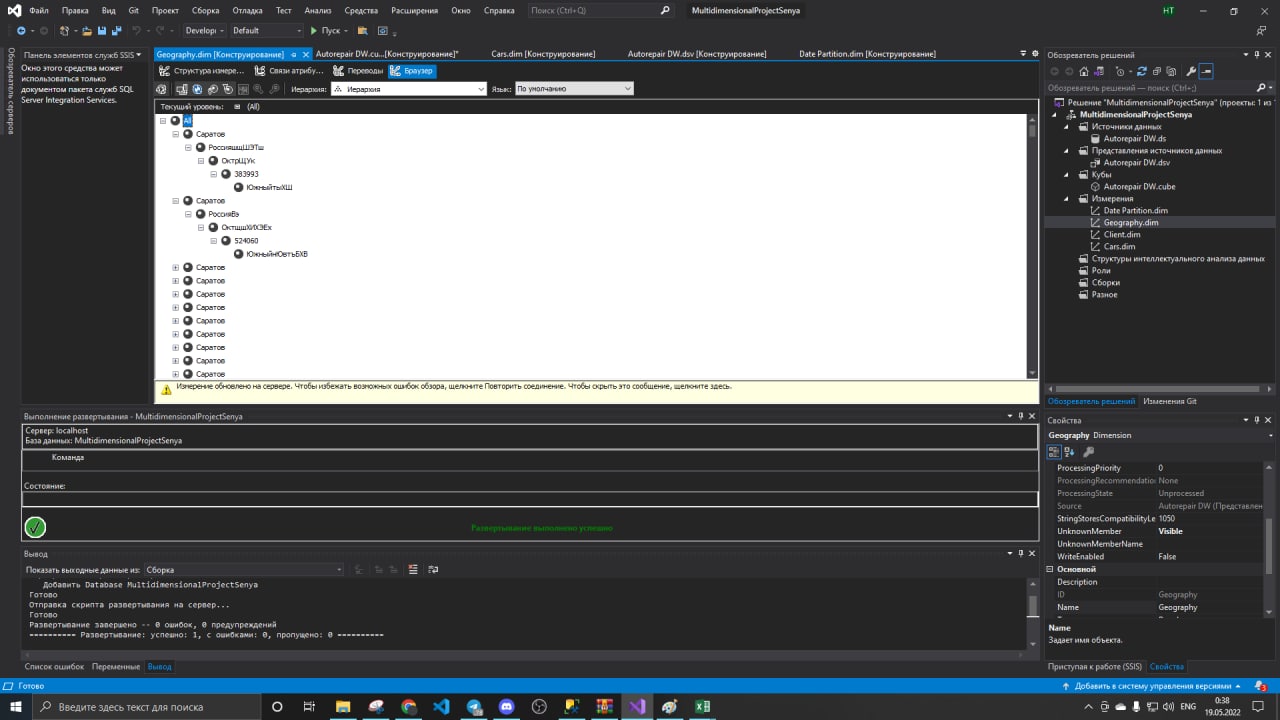 Файл Правка Вид Git Проект Сборка Отладка Тест Анализ Средства Расширения Окно Справка Поиск (Ctrl+Q) MultidimensionalProjectSenya НТ
Develop Default Пуск
Обозреватель серверов
Панель элементов служб SSIS
Окно этого средства может
использоваться только
документом пакета служб SQL
Server Integration Services.
Geography.dim [Конструирование] Autorepair DW.cu...[Конструирование]* Cars.dim [Конструирование] Autorepair DW.dsv [Конструирование] Date Partition.dim [Конструирование]
Структура измере... Связи атрибу... Переводы Браузер
Иерархия: Иерархия Язык: По умолчанию
Текущий уровень: (All)
All
Саратов
РоссияшщШЭТш
ОктрЩУк
383993
ЮжныйтыХШ
Саратов
РоссияВэ
ОктщшХИХЭЕх
524060
ЮжныйнЮвтъБХВ
Саратов
Саратов
Саратов
Саратов
Саратов
Саратов
Саратов
Саратов
Саратов
Измерение обновлено на сервере. Чтобы избежать возможных ошибок обзора, щелкните Повторить соединение. Чтобы скрыть это сообщение, щелкните здесь.
Выполнение развертывания - MultidimensionalProjectSenya
Сервер: localhost
База данных: MultidimensionalProjectSenya
Команда
Состояние:
Развертывание выполнено успешно
Вывод
Показать выходные данные из: Сборка
Добавить Database MultidimensionalProjectSenya
Готово
Отправка скрипта развертывания на сервер...
Готово
Развертывание завершено -- 0 ошибок, 0 предупреждений
========== Развертывание: успешно: 1, с ошибками: 0, пропущено: 0 ==========
Список ошибок Переменные Вывод
Обозреватель решений
Обозреватель решений — поиск (Ctrl+;)
Решение "MultidimensionalProjectSenya" (проекты: 1 из
MultidimensionalProjectSenya
Источники данных
Autorepair DW.ds
Представления источников данных
Autorepair DW.dsv
Кубы
Autorepair DW.cube
Измерения
Date Partition.dim
Geography.dim
Client.dim
Cars.dim
Структуры интеллектуального анализа данных
Роли
Сборки
Разное
Обозреватель решений Изменения Git
Свойства
Geography Dimension
ProcessingPriority 0
ProcessingRecommendation None
ProcessingState Unprocessed
Source Autorepair DW (Представлен
StringStoresCompatibilityLe 1050
UnknownMember Visible
UnknownMemberName
WriteEnabled False
Основной
Description
ID Geography
Name Geography
Name
Задает имя объекта.
Приступая к работе (SSIS) Свойства
Готово Добавить в систему управления версиями 3
Введите здесь текст для поиска 0:38
19.05.2022